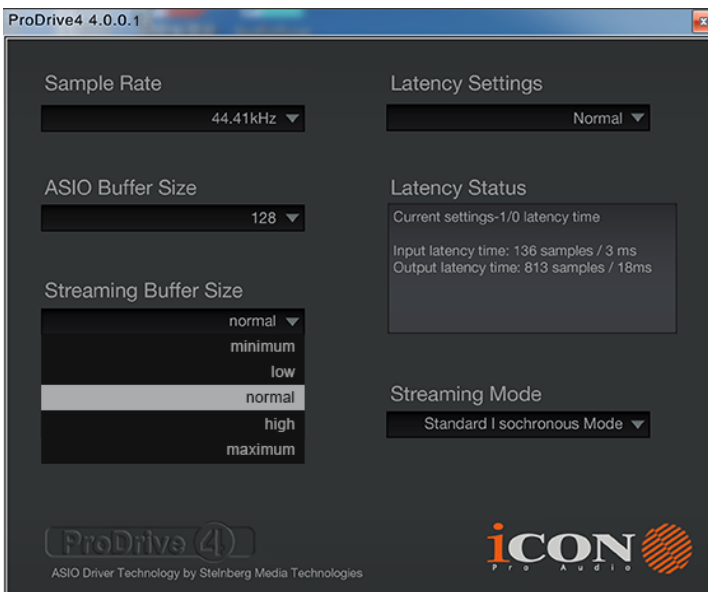 ProDrive4 4.0.0.1
x
Sample Rate
44.41kHz
ASIO Buffer Size
128
Streaming Buffer Size
normal
minimum
low
normal
high
maximum
Latency Settings
Normal
Latency Status
Current settings-1/0 latency time
Input latency time: 136 samples / 3 ms
Output latency time: 813 samples / 18ms
Streaming Mode
Standard I sochronous Mode
ProDrive 4
ASIO Driver Technology by Stelnberg Media Technologies
iCON
Pro Audio